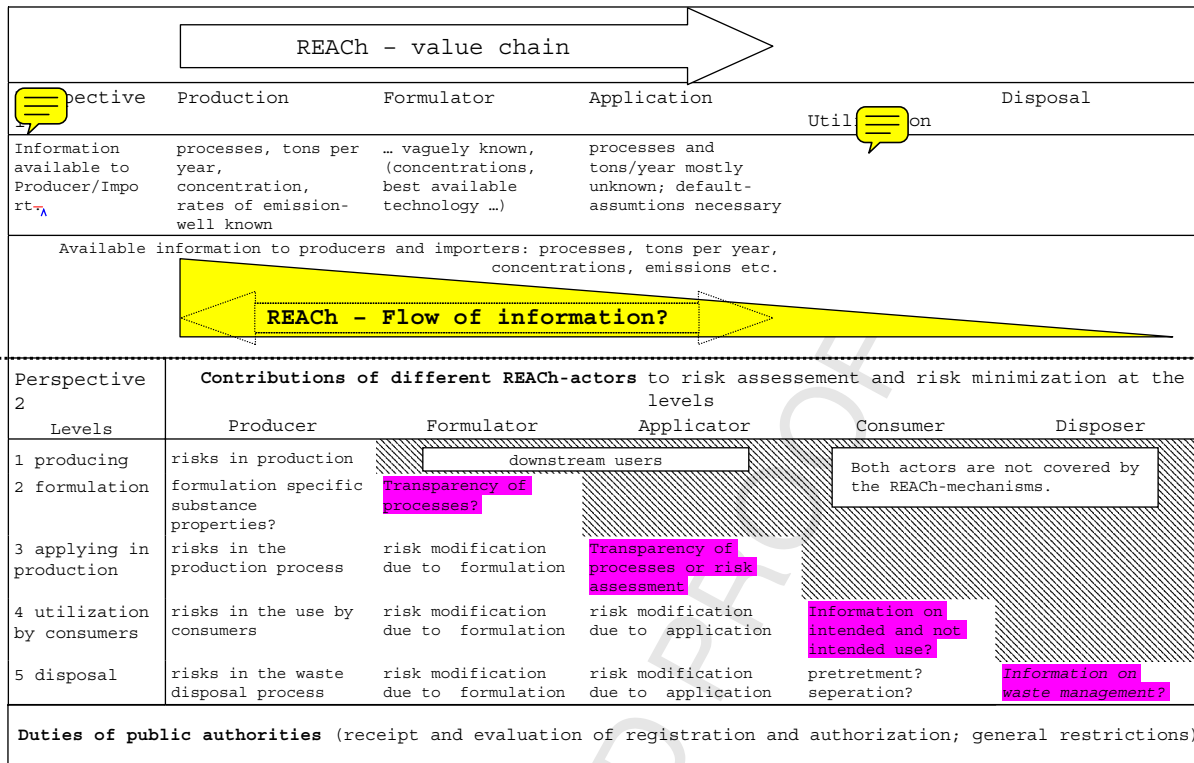 REACh – value chain
pective Production Formulator Application Disposal
Util on
Information available to Producer/Impo rt.
processes, tons per year, concentration, rates of emission- well known
… vaguely known, (concentrations, best available technology …)
processes and tons/year mostly unknown; default- assumtions necessary
Available information to producers and importers: processes, tons per year,
concentrations, emissions etc.
REACh – Flow of information?
Perspective 2
Contributions of different REACh-actors to risk assessement and risk minimization at the
levels
Levels Producer Formulator Applicator Consumer Disposer
1 producing risks in production downstream users
Both actors are not covered by
the REACh-mechanisms.
2 formulation
formulation specific substance properties?
Transparency of processes?
3 applying in production
risks in the production process
risk modification due to formulation
Transparency of processes or risk assessment
4 utilization by consumers
risks in the use by consumers
risk modification due to formulation
risk modification due to application
Information on intended and not intended use?
5 disposal
risks in the waste disposal process
risk modification due to formulation
risk modification due to application
pretretment? seperation?
Information on waste management?
Duties of public authorities (receipt and evaluation of registration and authorization; general restrictions)